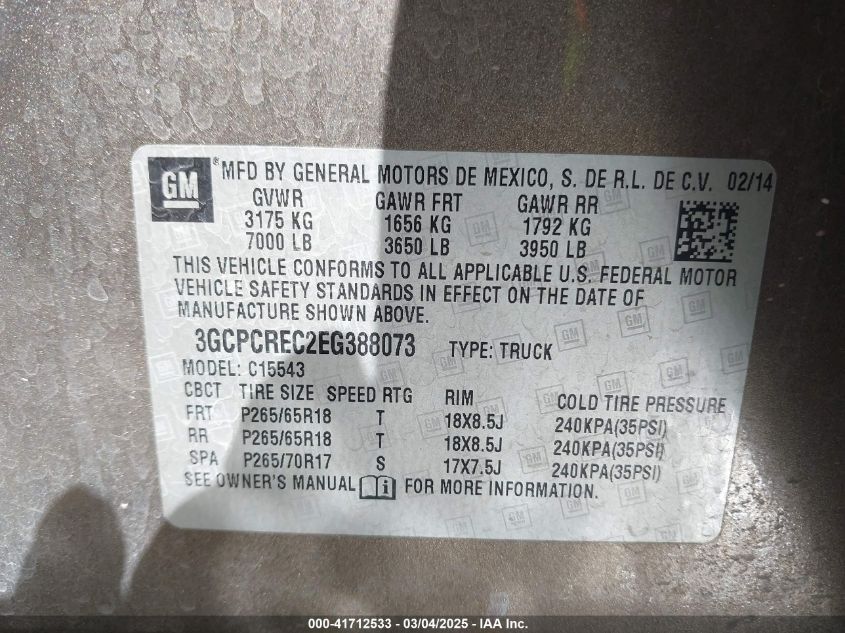 GM ® MFD BY GENERAL MOTORS DE MEXICO, S. DE R.L. DE C.V. 02/14
GVWR GAWR FRT GAWR RR
3175 KG 1656 KG 1792 KG
7000 LB 3650 LB 3950 LB
THIS VEHICLE CONFORMS TO ALL APPLICABLE U.S. FEDERAL MOTOR
VEHICLE SAFETY STANDARDS IN EFFECT ON THE DATE OF
MANUFACTURE SHOWN ABOVE.
3GCPCREC2EG388073 TYPE: TRUCK
MODEL: C15543
CBCT TIRE SIZE SPEED RTG RIM COLD TIRE PRESSURE
FRT P265/65R18 T 18X8.5J 240KPA(35PSI)
RR P265/65R18 T 18X8.5J 240KPA(35PSI)
SPA P265/70R17 S 17X7.5J 240KPA(35PSI)
SEE OWNER'S MANUAL i FOR MORE INFORMATION.
000-41712533 - 03/04/2025 - IAA Inc.